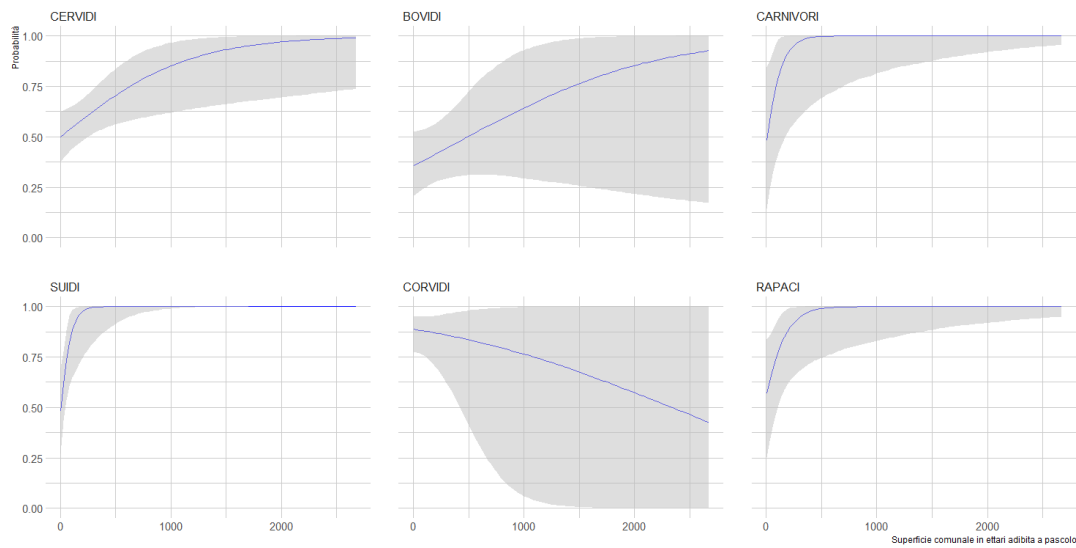 CERVIDI
BOVIDI
CARNIVORI
Probabilità
1.00
0.75
0.50
0.25
0.00
SUIDI
CORVIDI
RAPACI
1.00
0.75
0.50
0.25
0.00
0 1000 2000
0 1000 2000
0 1000 2000
Superficie comunale in ettari adibita a pascolo